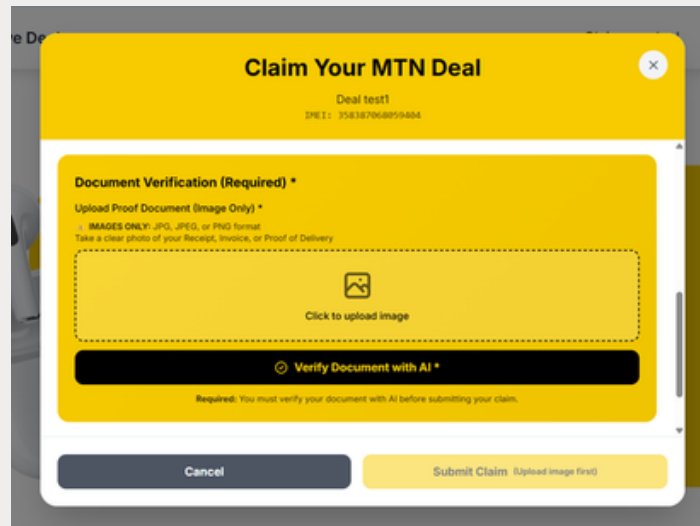 Claim Your MTN Deal
Deal test1
IMEI: 358387068059404
Document Verification (Required) *
Upload Proof Document (Image Only) *
IMAGES ONLY: JPG, JPEG, or PNG format
Take a clear photo of your Receipt, Invoice, or Proof of Delivery
Click to upload image
Verify Document with AI *
Required: You must verify your document with AI before submitting your claim.
Cancel
Submit Claim (Upload image first)